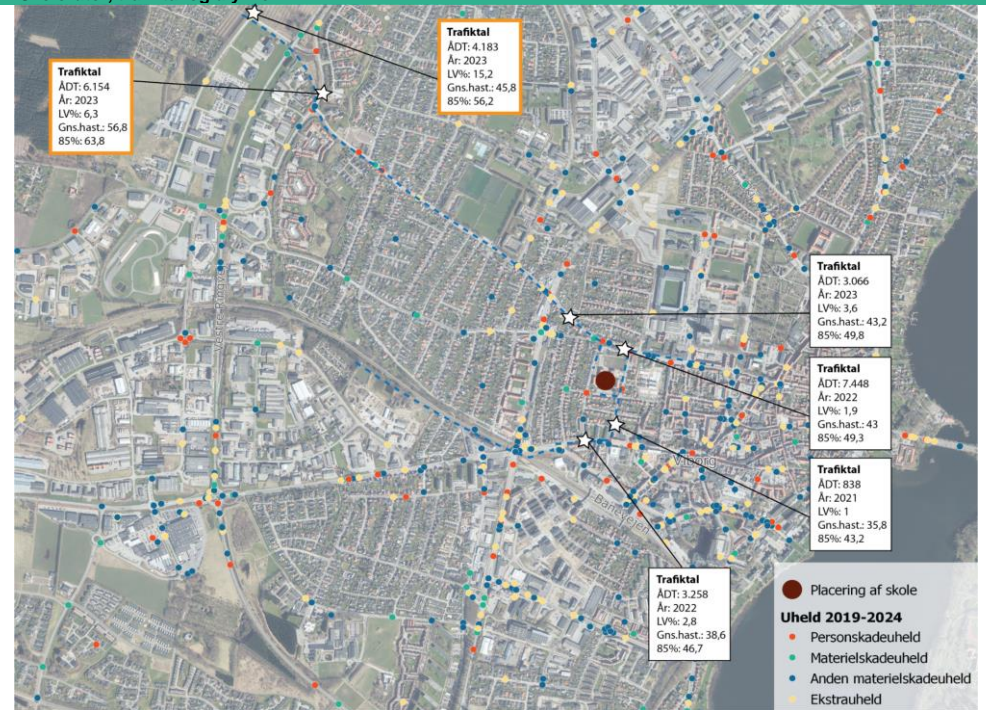 Trafiktal
ÅDT: 4.183
År: 2023
LV%: 15,2
Gns.hast.: 45,8
85%: 56,2
Trafiktal
ÅDT: 6.154
År: 2023
LV%: 6,3
Gns.hast.: 56,8
85%: 63,8
Trafiktal
ÅDT: 3.066
År: 2023
LV%: 3,6
Gns.hast.: 43,2
85%: 49,8
Trafiktal
ÅDT: 7.448
År: 2022
LV%: 1,9
Gns.hast.: 43
85%: 49,3
Trafiktal
ÅDT: 838
År: 2021
LV%: 1
Gns.hast.: 35,8
85%: 43,2
Trafiktal
ÅDT: 3.258
År: 2022
LV%: 2,8
Gns.hast.: 38,6
85%: 46,7
Viborg
Placering af skole
Uheld 2019-2024
Personskadeuheld
Materielskadeuheld
Anden materielskadeuheld
Ekstrauheld